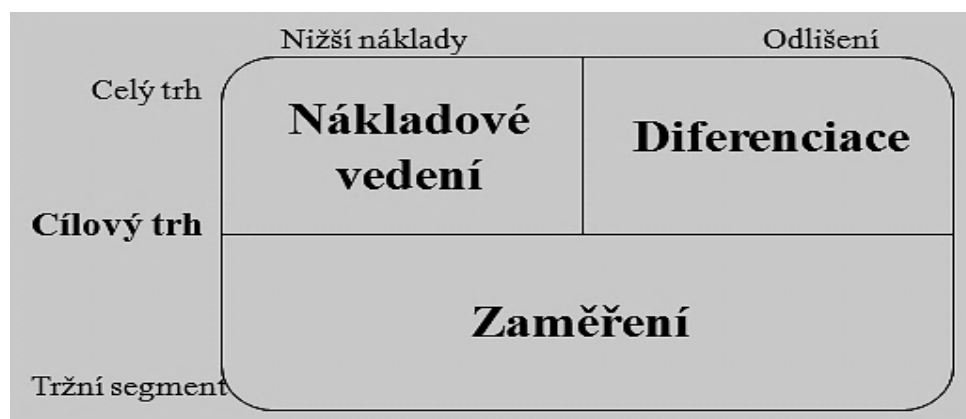 Nižší náklady
Odlišení
Celý trh
Nákladové
vedení
Diferenciace
Cílový trh
Zaměření
Tržní segment